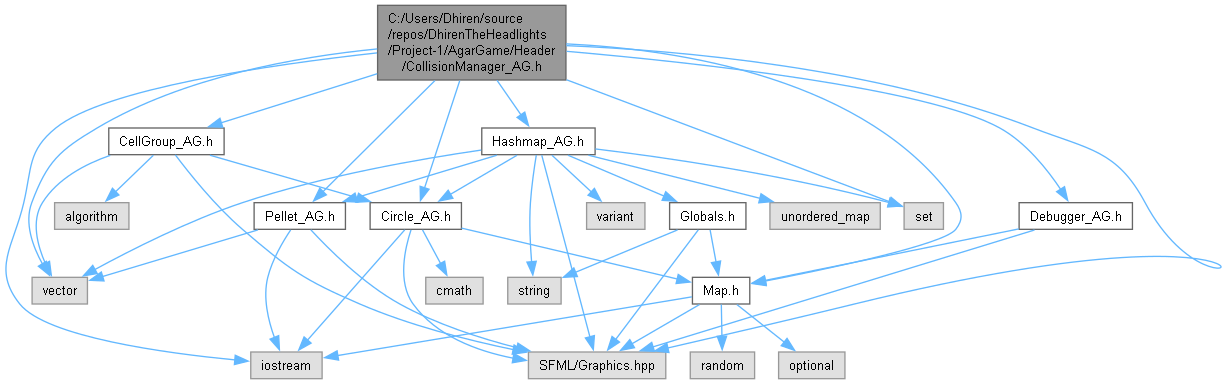 C:/Users/Dhiren/source
/repos/DhirenTheHeadlights
/Project-1/AgarGame/Header
/CollisionManager_AG.h
CellGroup_AG.h
Hashmap_AG.h
algorithm
Pellet_AG.h
Circle_AG.h
variant
Globals.h
unordered_map
set
Debugger_AG.h
vector
cmath
string
Map.h
iostream
SFML/Graphics.hpp
random
optional